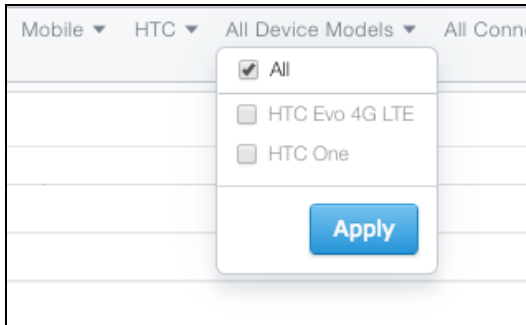 Mobile HTC All Device Models All Conn
All
HTC Evo 4G LTE
HTC One
Apply